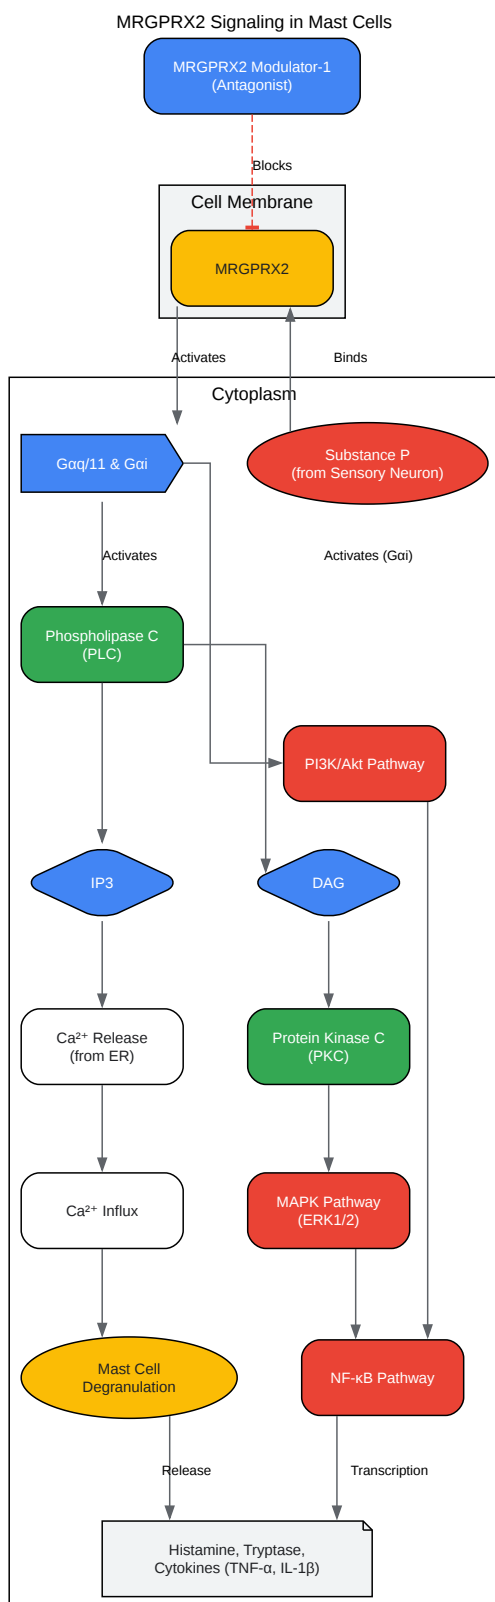 MRGPRX2 Signaling in Mast Cells
MRGPRX2 Modulator-1
(Antagonist)
Blocks
Cell Membrane
MRGPRX2
Activates
Binds
Cytoplasm
Gαq/11 & Gαi
Substance P
(from Sensory Neuron)
Activates
Activates (Gαi)
Phospholipase C
(PLC)
PI3K/Akt Pathway
IP3
DAG
Ca²⁺ Release
(from ER)
Protein Kinase C
(PKC)
Ca²⁺ Influx
MAPK Pathway
(ERK1/2)
Mast Cell
Degranulation
NF-κB Pathway
Release
Transcription
Histamine, Tryptase,
Cytokines (TNF-α, IL-1β)